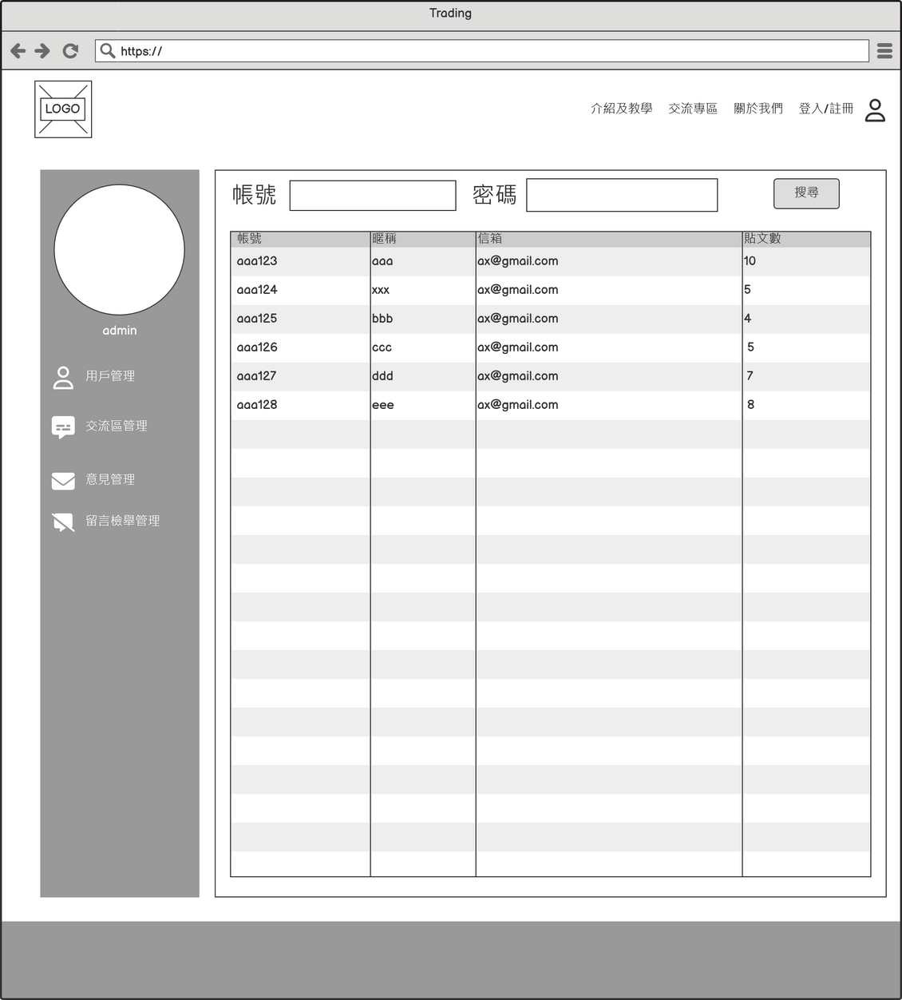 Trading
https://
LOGO
介紹及教學 交流專區 關於我們 登入/註冊
admin
用戶管理
交流區管理
意見管理
留言檢舉管理
帳號 密碼 搜尋
帳號 暱稱 信箱 貼文數
aaa123 aaa ax@gmail.com 10
aaa124 xxx ax@gmail.com 5
aaa125 bbb ax@gmail.com 4
aaa126 ccc ax@gmail.com 5
aaa127 ddd ax@gmail.com 7
aaa128 eee ax@gmail.com 8